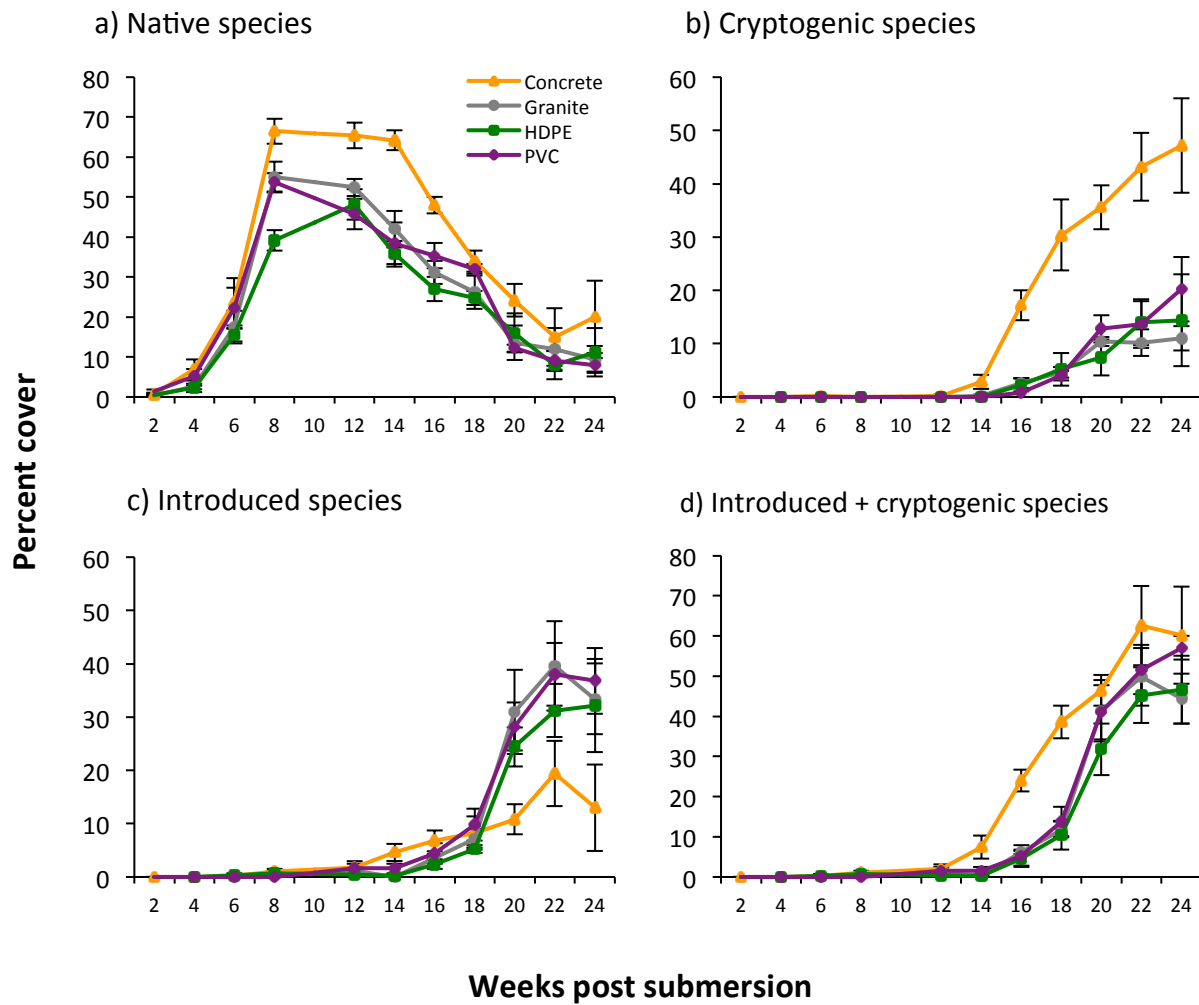 a) Native species
80
70
60
50
40
30
20
10
0
2 4 6 8 10 12 14 16 18 20 22 24
Concrete
Granite
HDPE
PVC
b) Cryptogenic species
60
50
40
30
20
10
0
2 4 6 8 10 12 14 16 18 20 22 24
c) Introduced species
60
50
40
30
20
10
0
2 4 6 8 10 12 14 16 18 20 22 24
d) Introduced + cryptogenic species
80
70
60
50
40
30
20
10
0
2 4 6 8 10 12 14 16 18 20 22 24
Percent cover
Weeks post submersion